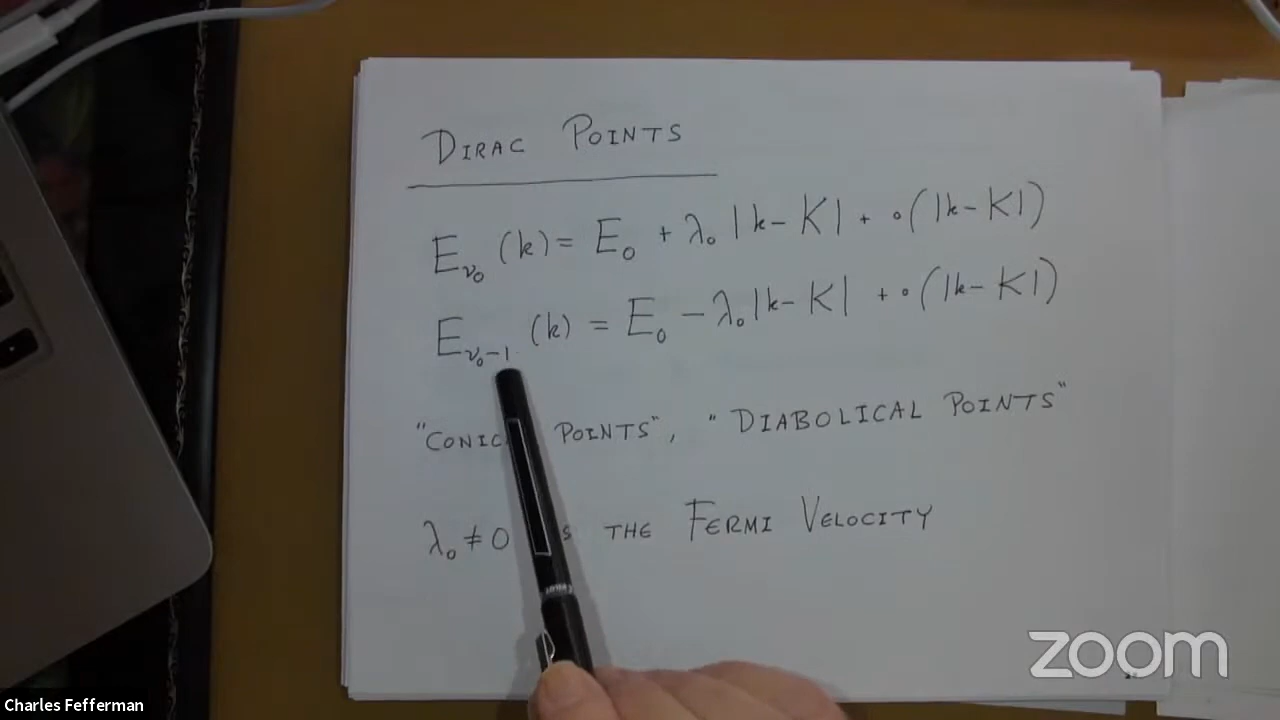 DIRAC POINTS
E_ν₀ (k) = E₀ + λ₀ |k - K| + o(|k - K|)
E_ν₀₋₁ (k) = E₀ - λ₀ |k - K| + o(|k - K|)
"CONIC POINTS", "DIABOLICAL POINTS"
λ₀ ≠ 0 THE FERMI VELOCITY
zoom
Charles Fefferman